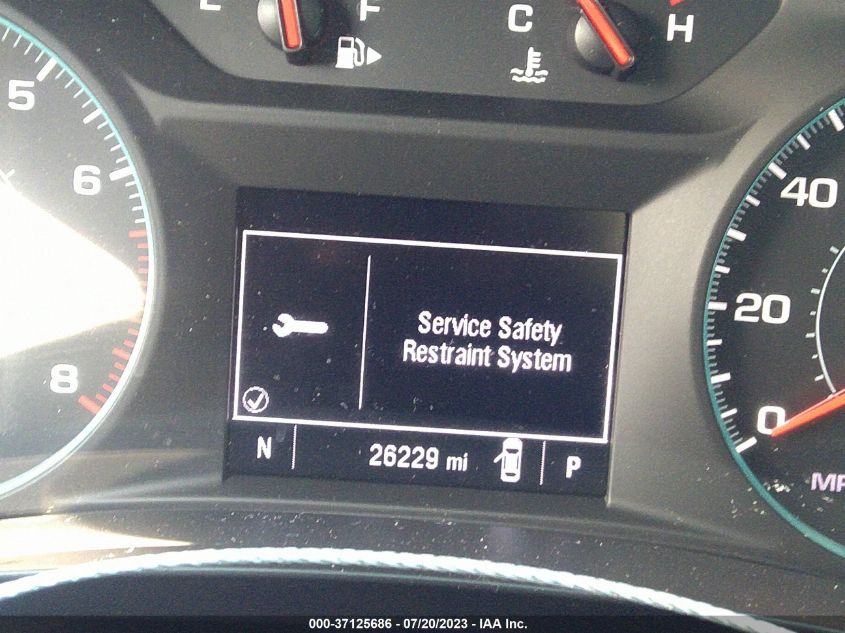 E F C H
5
6
8
40
20
0
Service Safety
Restraint System
N 26229 mi P
000-37125686 - 07/20/2023 - IAA Inc.